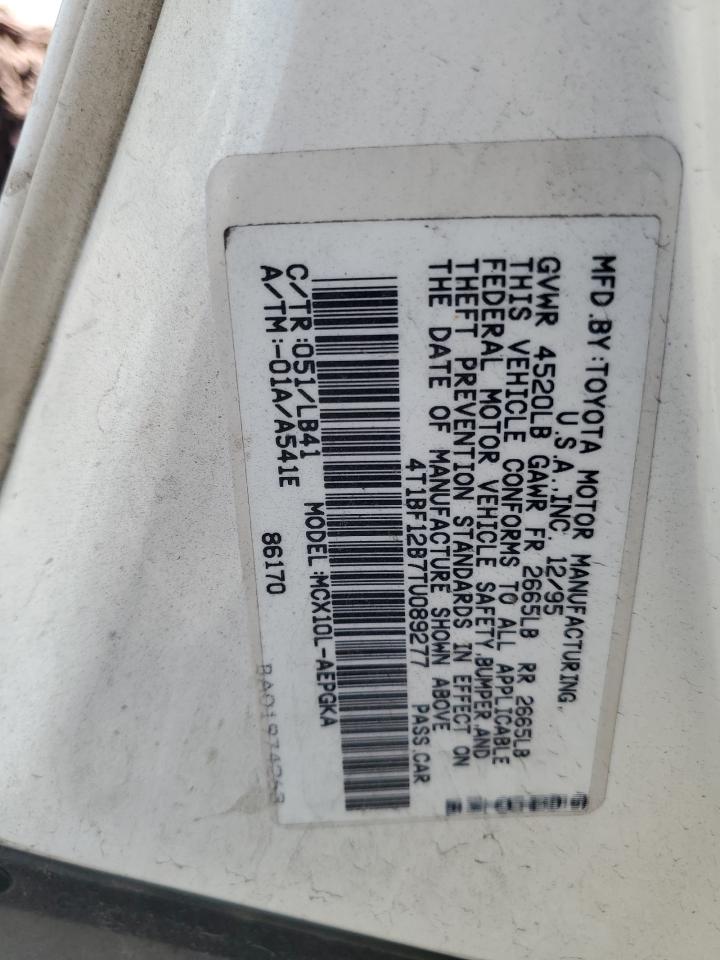 MFD.BY:TOYOTA MOTOR MANUFACTURING,
U.S.A.,INC. 12/95
GVWR 4520LB GAWR FR 2665LB RR 2665LB
THIS VEHICLE CONFORMS TO ALL APPLICABLE
FEDERAL MOTOR VEHICLE SAFETY,BUMPER,AND
THEFT PREVENTION STANDARDS IN EFFECT ON
THE DATE OF MANUFACTURE SHOWN ABOVE
4T1BF12B7TU089277 PASS.CAR
C/TR:051/LB41 MODEL:MCX10L-AEPGKA
A/TM:-01A/A541E 86170